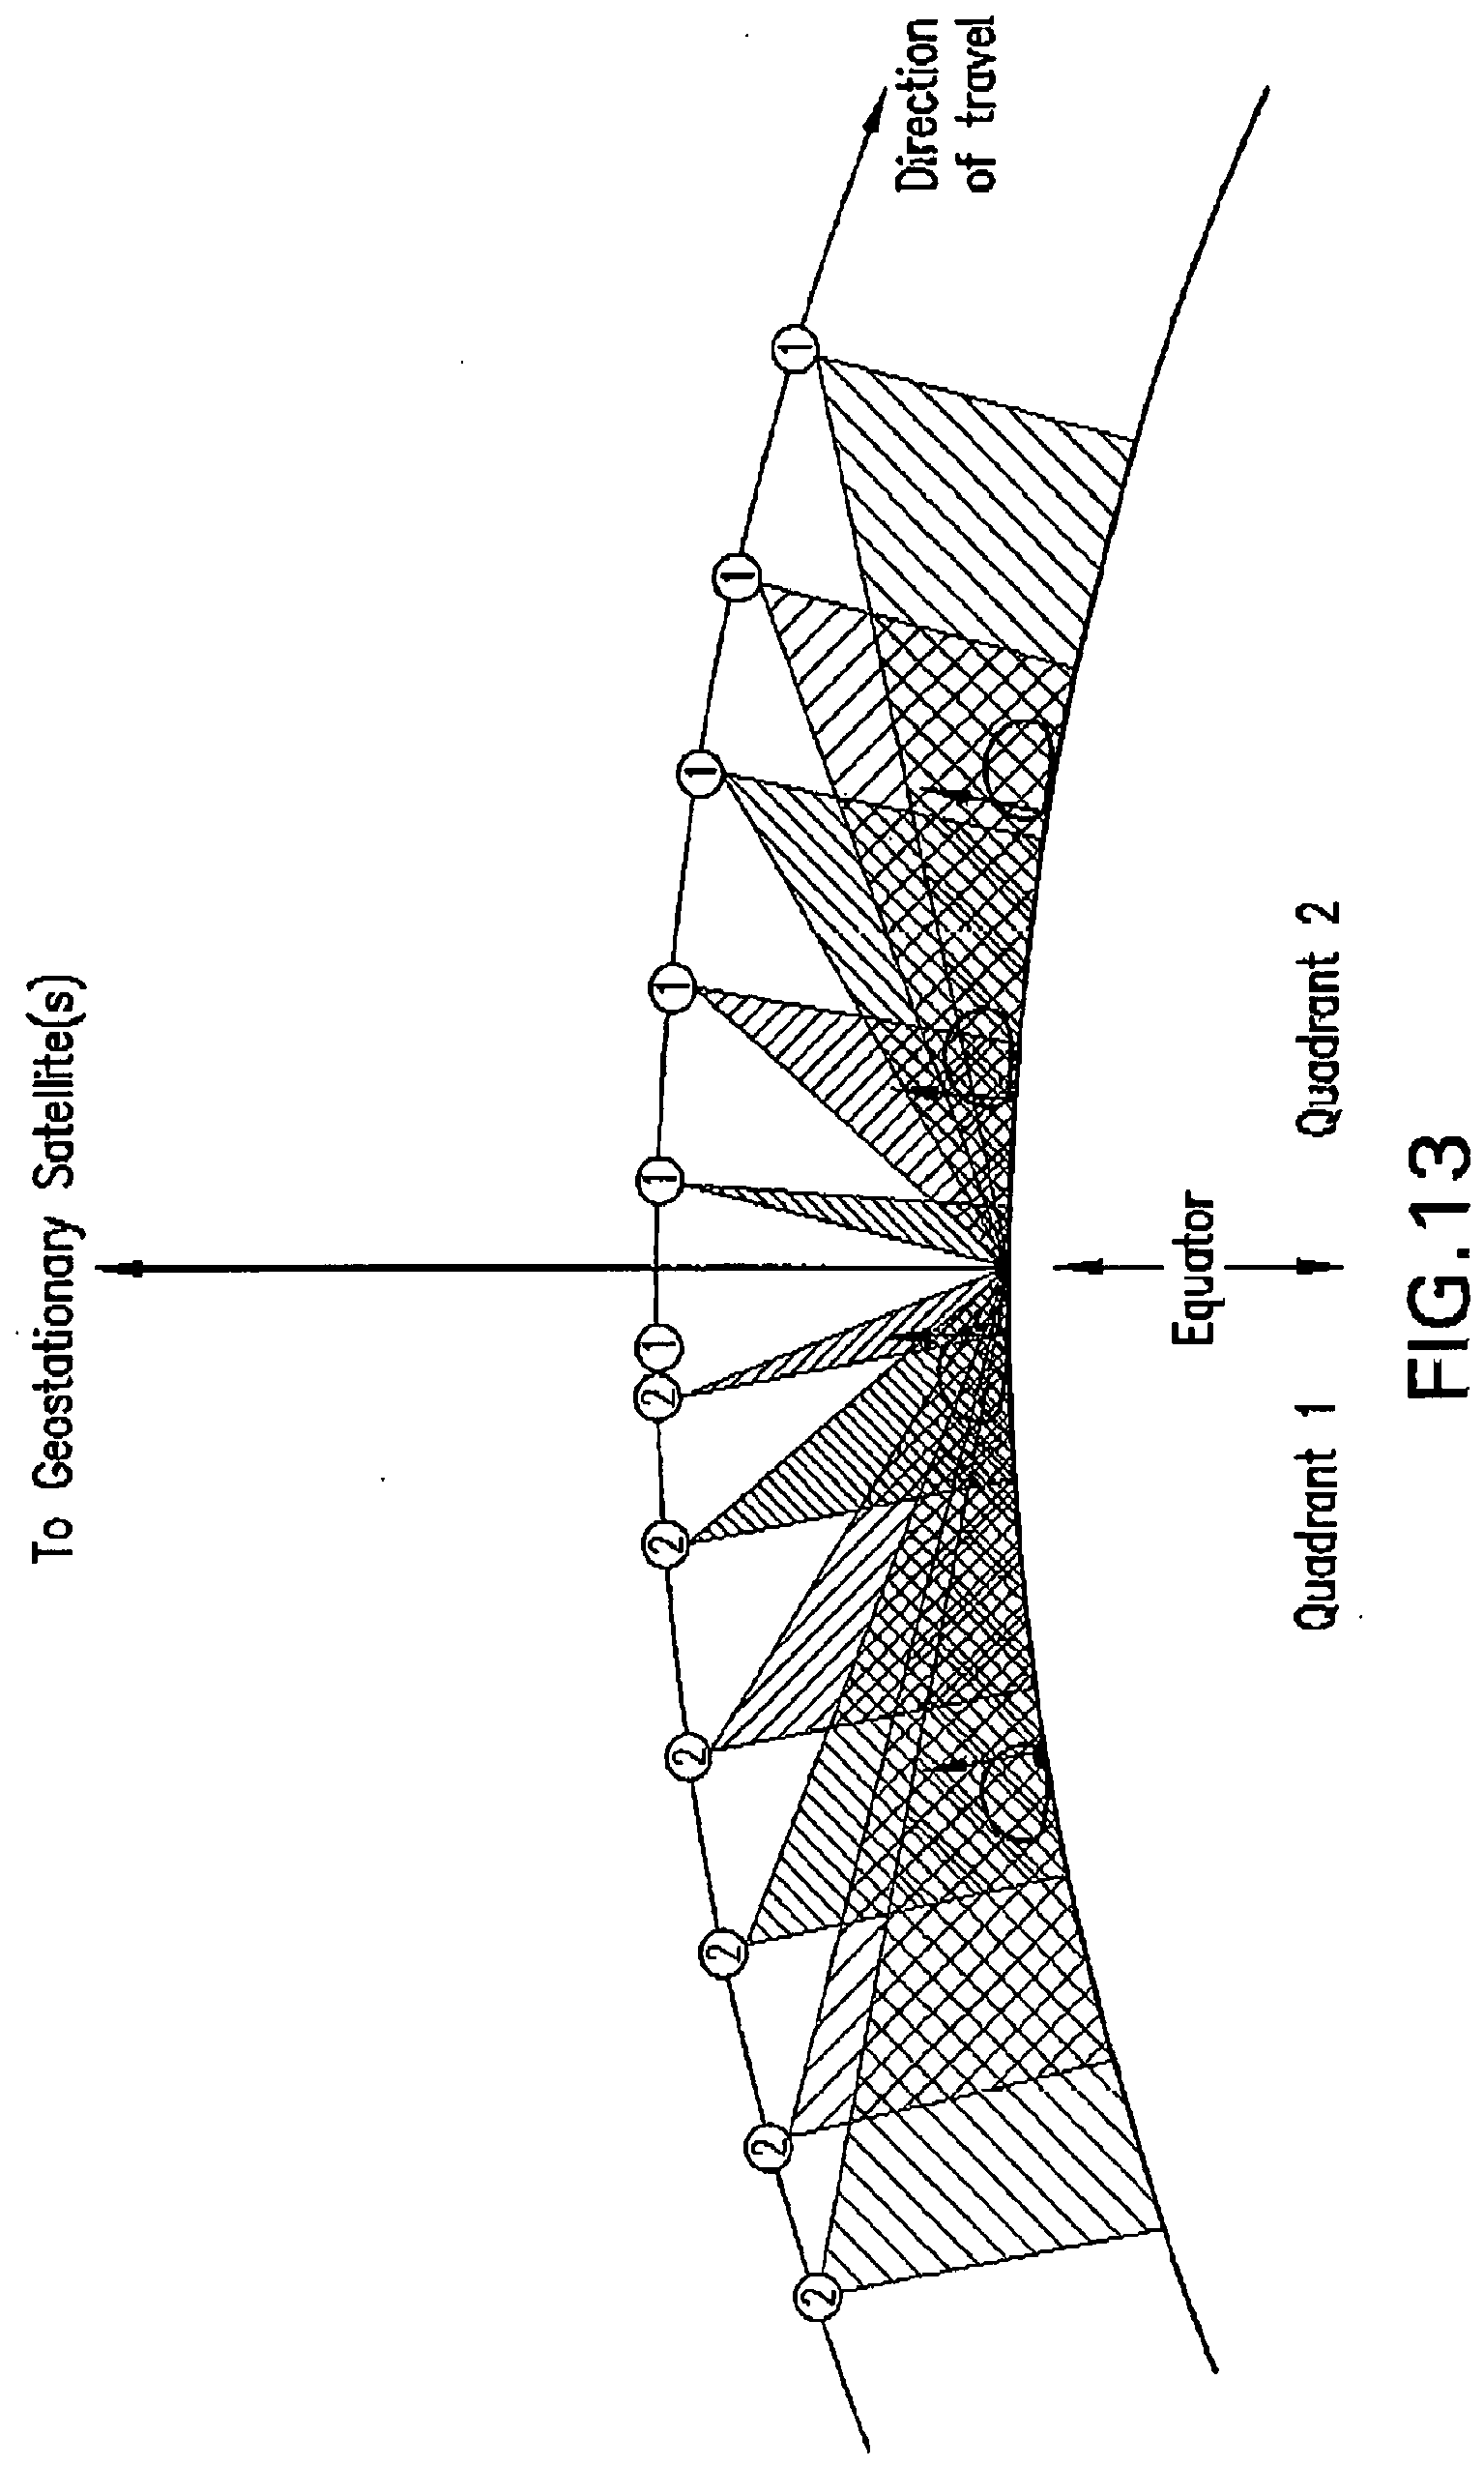 To Geostationary Satellite(s)
2
2
2
2
2
2
1
1
1
1
1
1
Direction
of travel
Equator
Quadrant 1
Quadrant 2
FIG.13